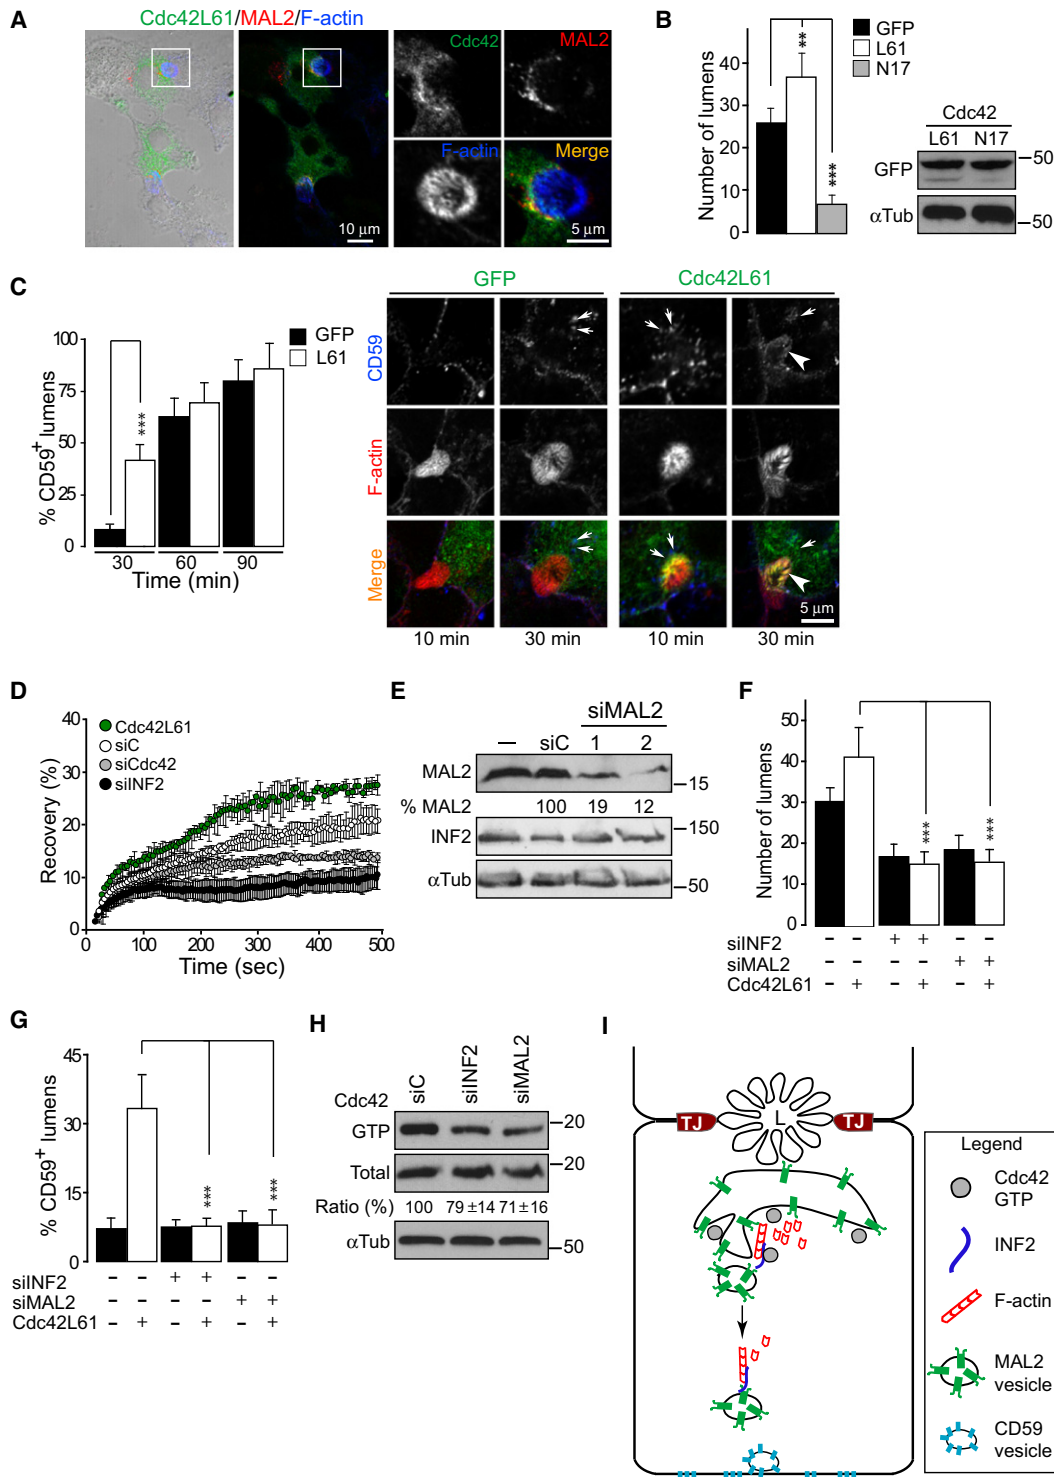 A
Cdc42L61/MAL2/F-actin
Cdc42
MAL2
F-actin
Merge
10 µm
5 µm
B
Number of lumens
40
30
20
10
0
**
***
GFP
L61
N17
Cdc42
L61 N17
GFP
αTub
50
50
C
% CD59+ lumens
100
75
50
25
0
***
GFP
L61
30 60 90
Time (min)
GFP
Cdc42L61
CD59
F-actin
Merge
5 µm
10 min 30 min 10 min 30 min
D
Recovery (%)
40
30
20
10
0
Cdc42L61
siC
siCdc42
siINF2
0 100 200 300 400 500
Time (sec)
E
siMAL2
– siC 1 2
MAL2
15
% MAL2 100 19 12
INF2
150
αTub
50
F
Number of lumens
50
40
30
20
10
0
***
***
siINF2 – – + + – –
siMAL2 – – – – + +
Cdc42L61 – + – + – +
G
% CD59+ lumens
45
30
15
0
***
***
siINF2 – – + + – –
siMAL2 – – – – + +
Cdc42L61 – + – + – +
H
siC siINF2 siMAL2
Cdc42
GTP
20
Total
20
Ratio (%) 100 79 ±14 71±16
αTub
50
I
TJ
L
TJ
Legend
Cdc42
GTP
INF2
F-actin
MAL2
vesicle
CD59
vesicle